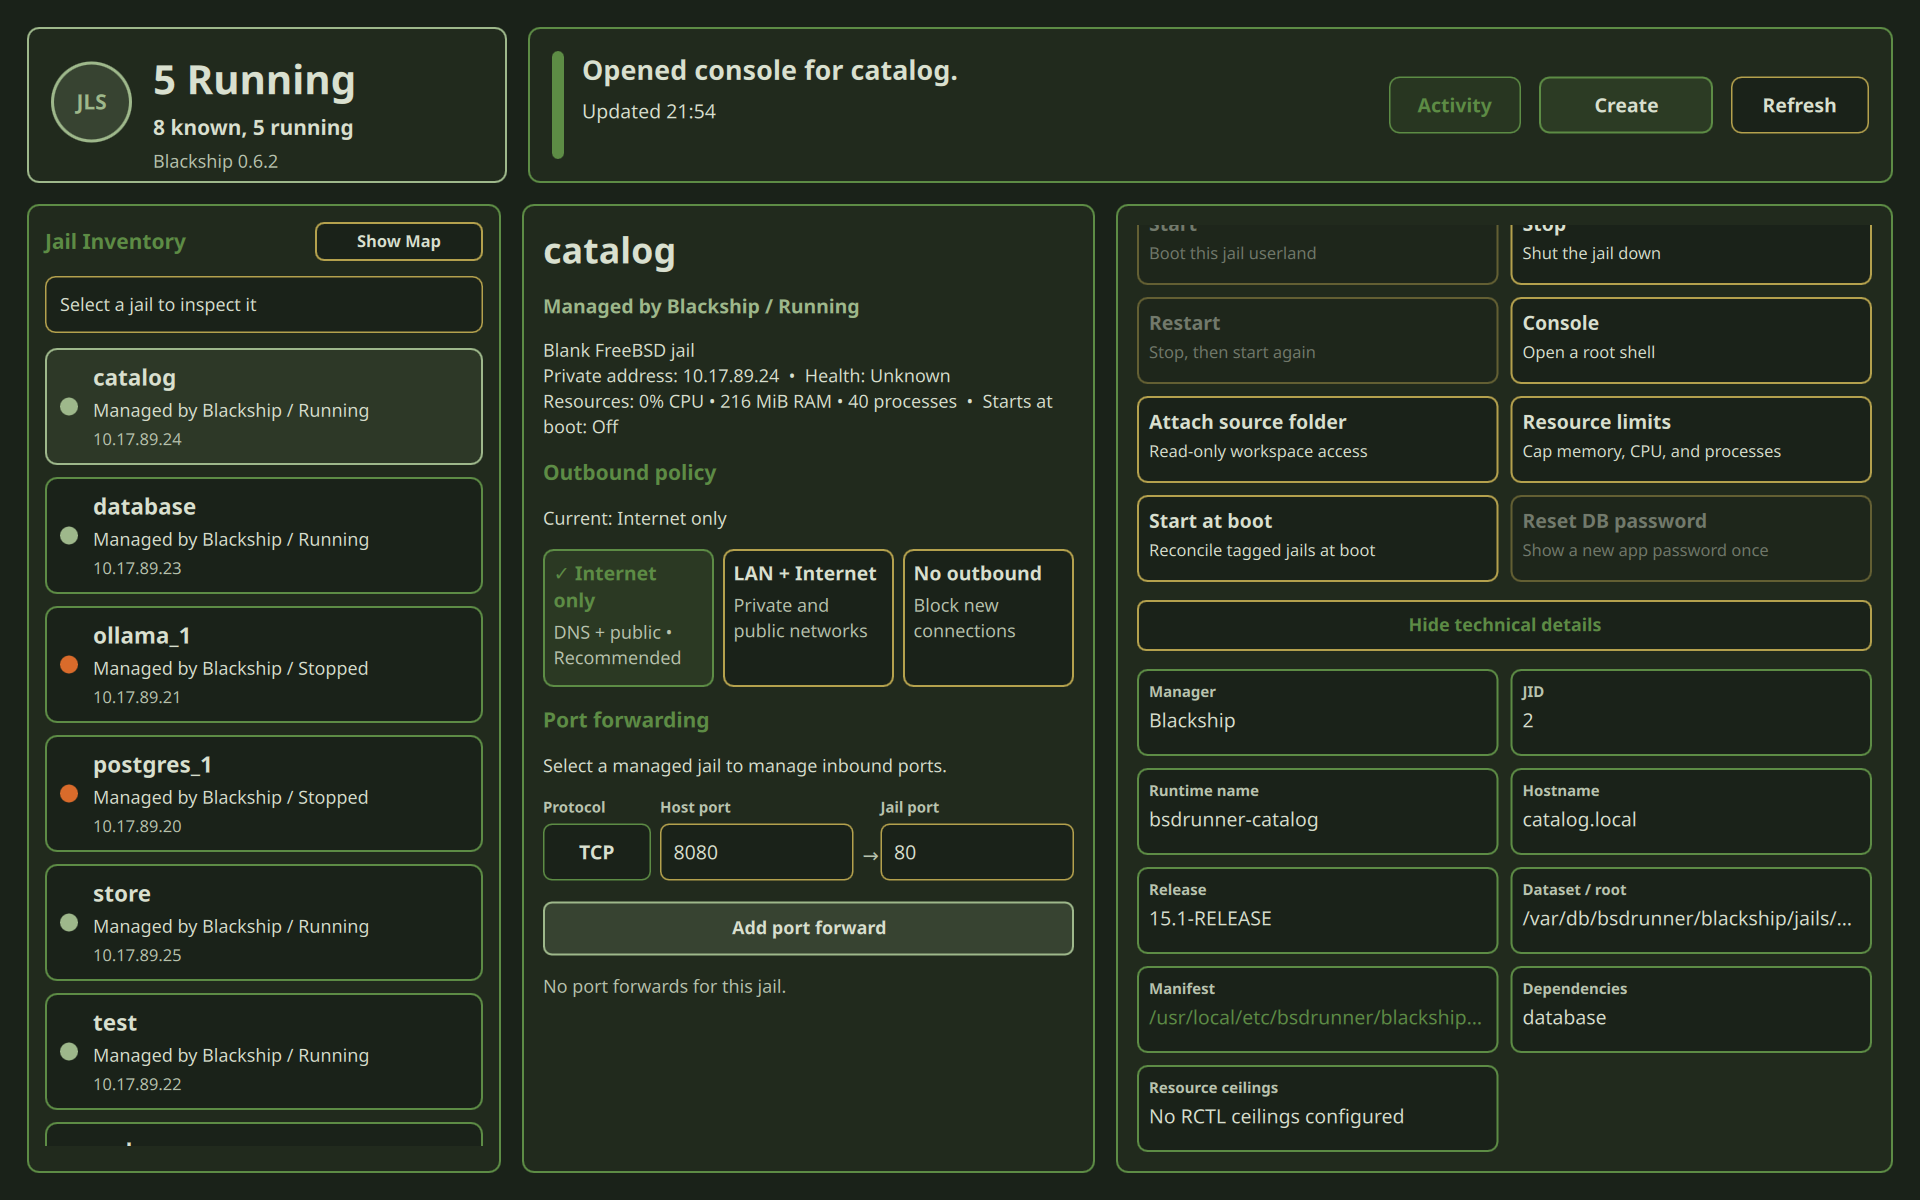 JLS
5 Running
8 known, 5 running
Blackship 0.6.2
Opened console for catalog.
Updated 21:54
Activity
Create
Refresh
Jail Inventory
Show Map
Select a jail to inspect it
catalog
Managed by Blackship / Running
10.17.89.24
database
Managed by Blackship / Running
10.17.89.23
ollama_1
Managed by Blackship / Stopped
10.17.89.21
postgres_1
Managed by Blackship / Stopped
10.17.89.20
store
Managed by Blackship / Running
10.17.89.25
test
Managed by Blackship / Running
10.17.89.22
catalog
Managed by Blackship / Running
Blank FreeBSD jail
Private address: 10.17.89.24 • Health: Unknown
Resources: 0% CPU • 216 MiB RAM • 40 processes • Starts at
boot: Off
Outbound policy
Current: Internet only
✓ Internet
only
DNS + public •
Recommended
LAN + Internet
Private and
public networks
No outbound
Block new
connections
Port forwarding
Select a managed jail to manage inbound ports.
Protocol
Host port
Jail port
TCP
8080
→
80
Add port forward
No port forwards for this jail.
Start
Boot this jail userland
Stop
Shut the jail down
Restart
Stop, then start again
Console
Open a root shell
Attach source folder
Read-only workspace access
Resource limits
Cap memory, CPU, and processes
Start at boot
Reconcile tagged jails at boot
Reset DB password
Show a new app password once
Hide technical details
Manager
Blackship
JID
2
Runtime name
bsdrunner-catalog
Hostname
catalog.local
Release
15.1-RELEASE
Dataset / root
/var/db/bsdrunner/blackship/jails/...
Manifest
/usr/local/etc/bsdrunner/blackship...
Dependencies
database
Resource ceilings
No RCTL ceilings configured